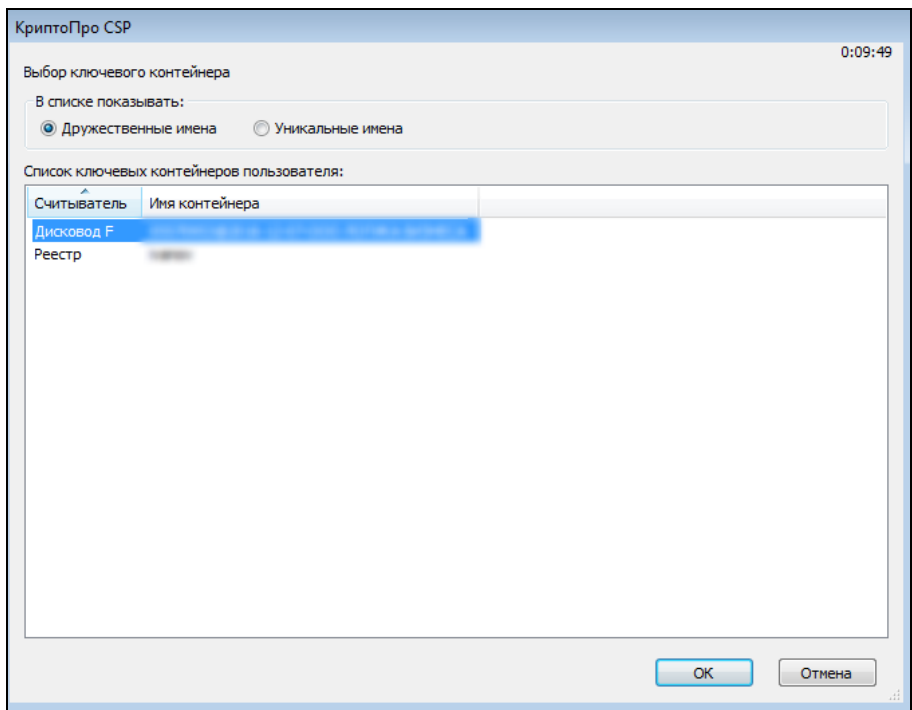 КриптоПро CSP
0:09:49
Выбор ключевого контейнера
В списке показывать:
Дружественные имена Уникальные имена
Список ключевых контейнеров пользователя:
Считыватель Имя контейнера
Дисковод F
Реестр
OK Отмена